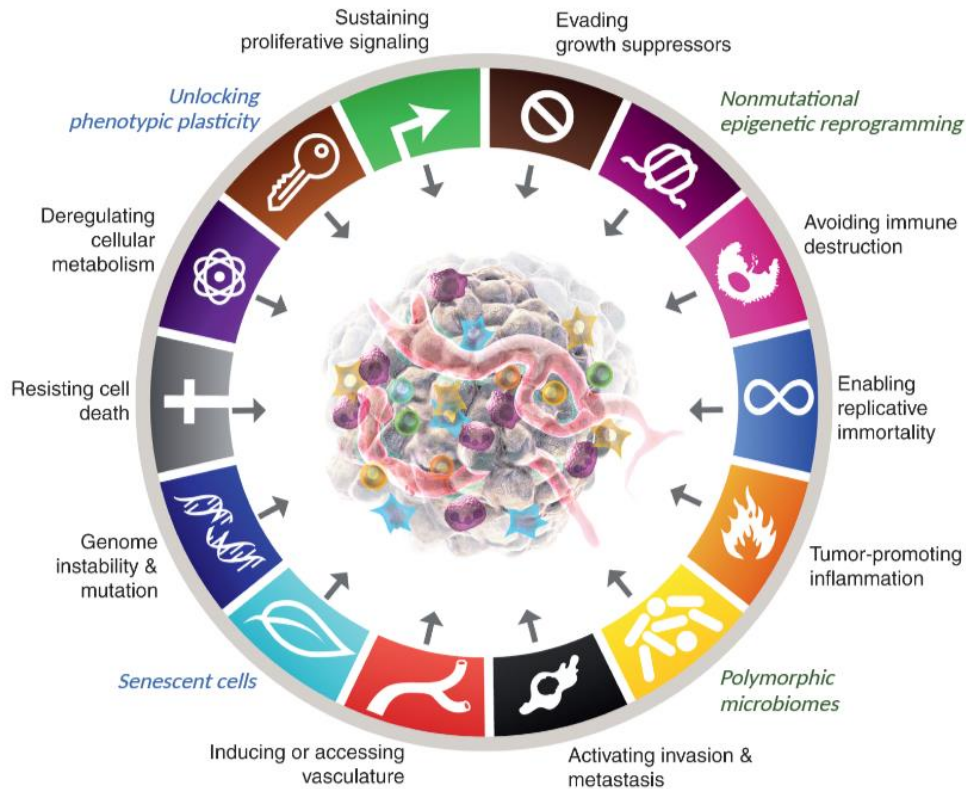 Sustaining
proliferative signaling
Evading
growth suppressors
Unlocking
phenotypic plasticity
Nonmutational
epigenetic reprogramming
Deregulating
cellular
metabolism
Avoiding immune
destruction
Resisting cell
death
Enabling
replicative
immortality
Genome
instability &
mutation
Tumor-promoting
inflammation
Senescent cells
Polymorphic
microbiomes
Inducing or accessing
vasculature
Activating invasion &
metastasis